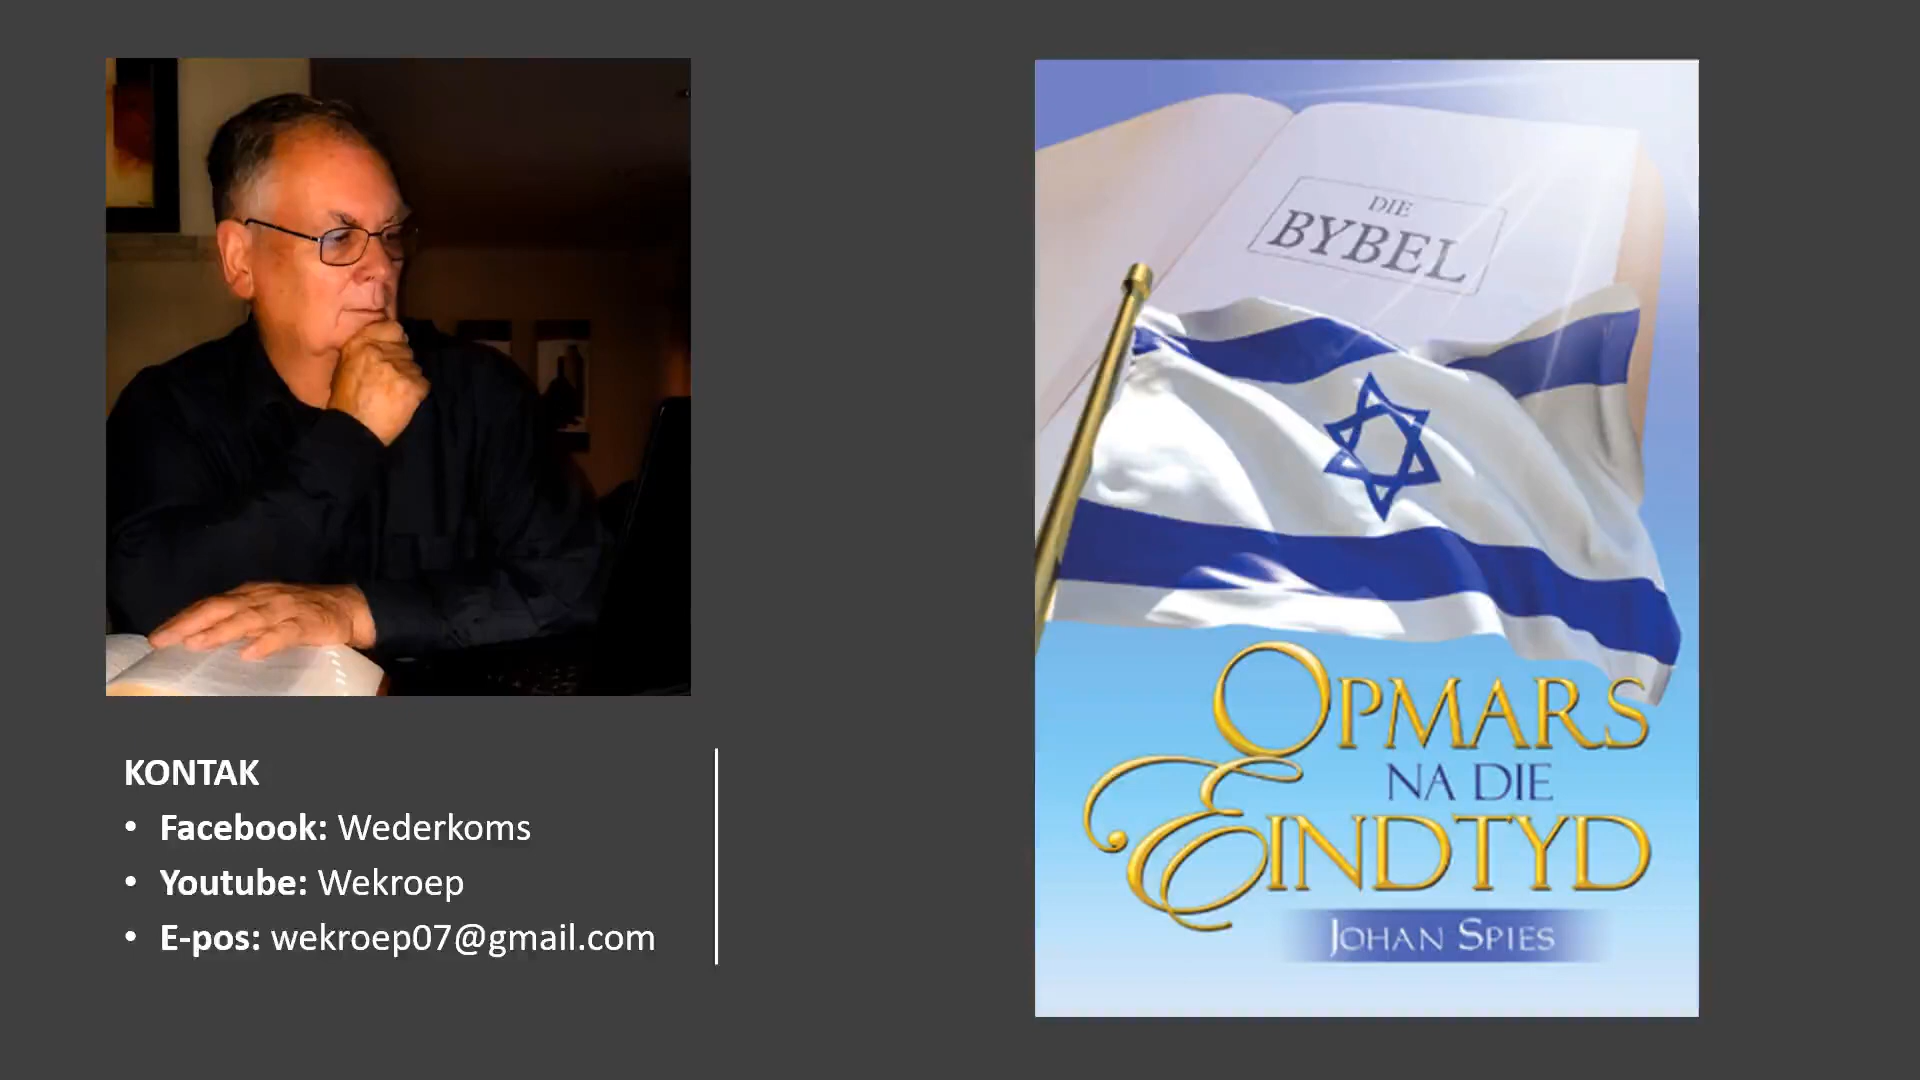 KONTAK
• Facebook: Wederkoms
• Youtube: Wekroep
• E-pos: wekroep07@gmail.com
DIE
BYBEL
OPMARS
NA DIE
EINDTYD
JOHAN SPIES